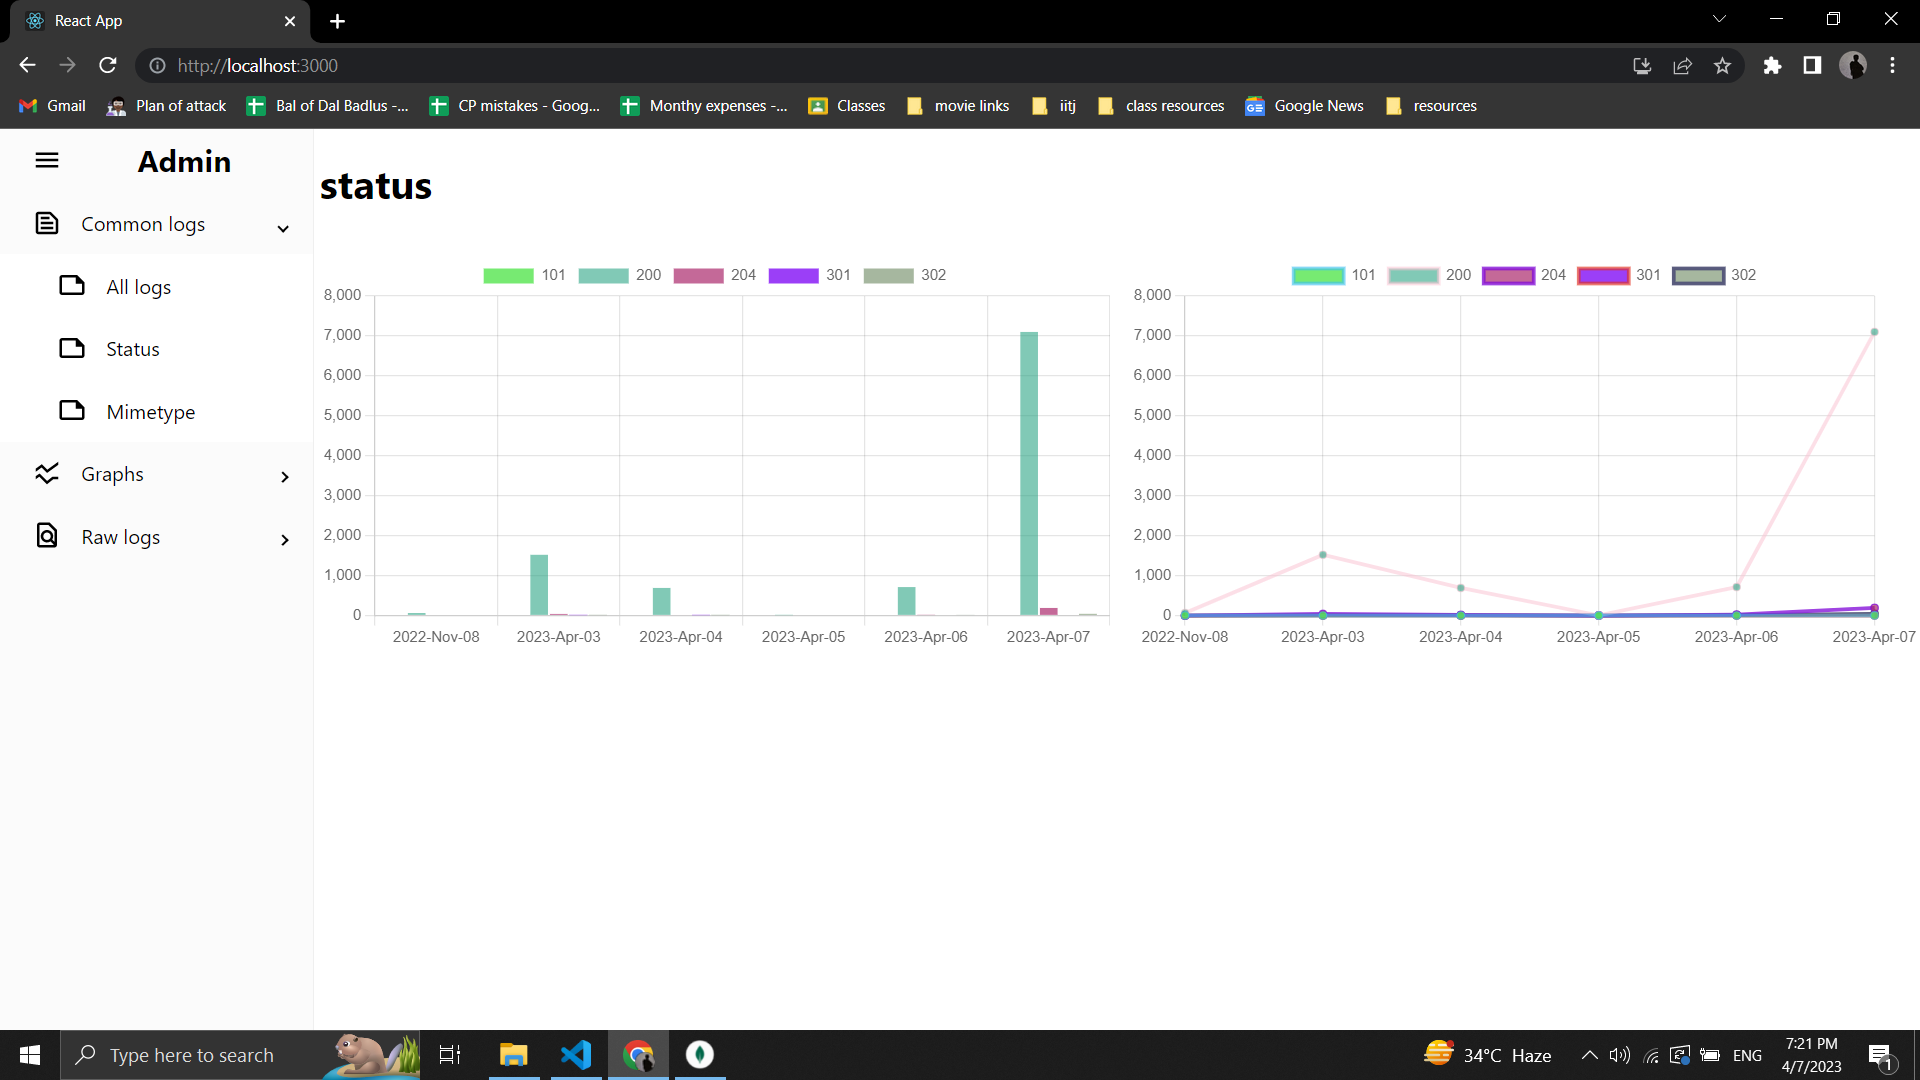 React App
http://localhost:3000
Gmail Plan of attack Bal of Dal Badlus -... CP mistakes - Goog... Monthy expenses -... Classes movie links iitj class resources Google News resources
Admin
Common logs
All logs
Status
Mimetype
Graphs
Raw logs
status
101 200 204 301 302
8,000
7,000
6,000
5,000
4,000
3,000
2,000
1,000
0
2022-Nov-08 2023-Apr-03 2023-Apr-04 2023-Apr-05 2023-Apr-06 2023-Apr-07
101 200 204 301 302
8,000
7,000
6,000
5,000
4,000
3,000
2,000
1,000
0
2022-Nov-08 2023-Apr-03 2023-Apr-04 2023-Apr-05 2023-Apr-06 2023-Apr-07
Type here to search
34°C Haze
ENG
7:21 PM
4/7/2023
1